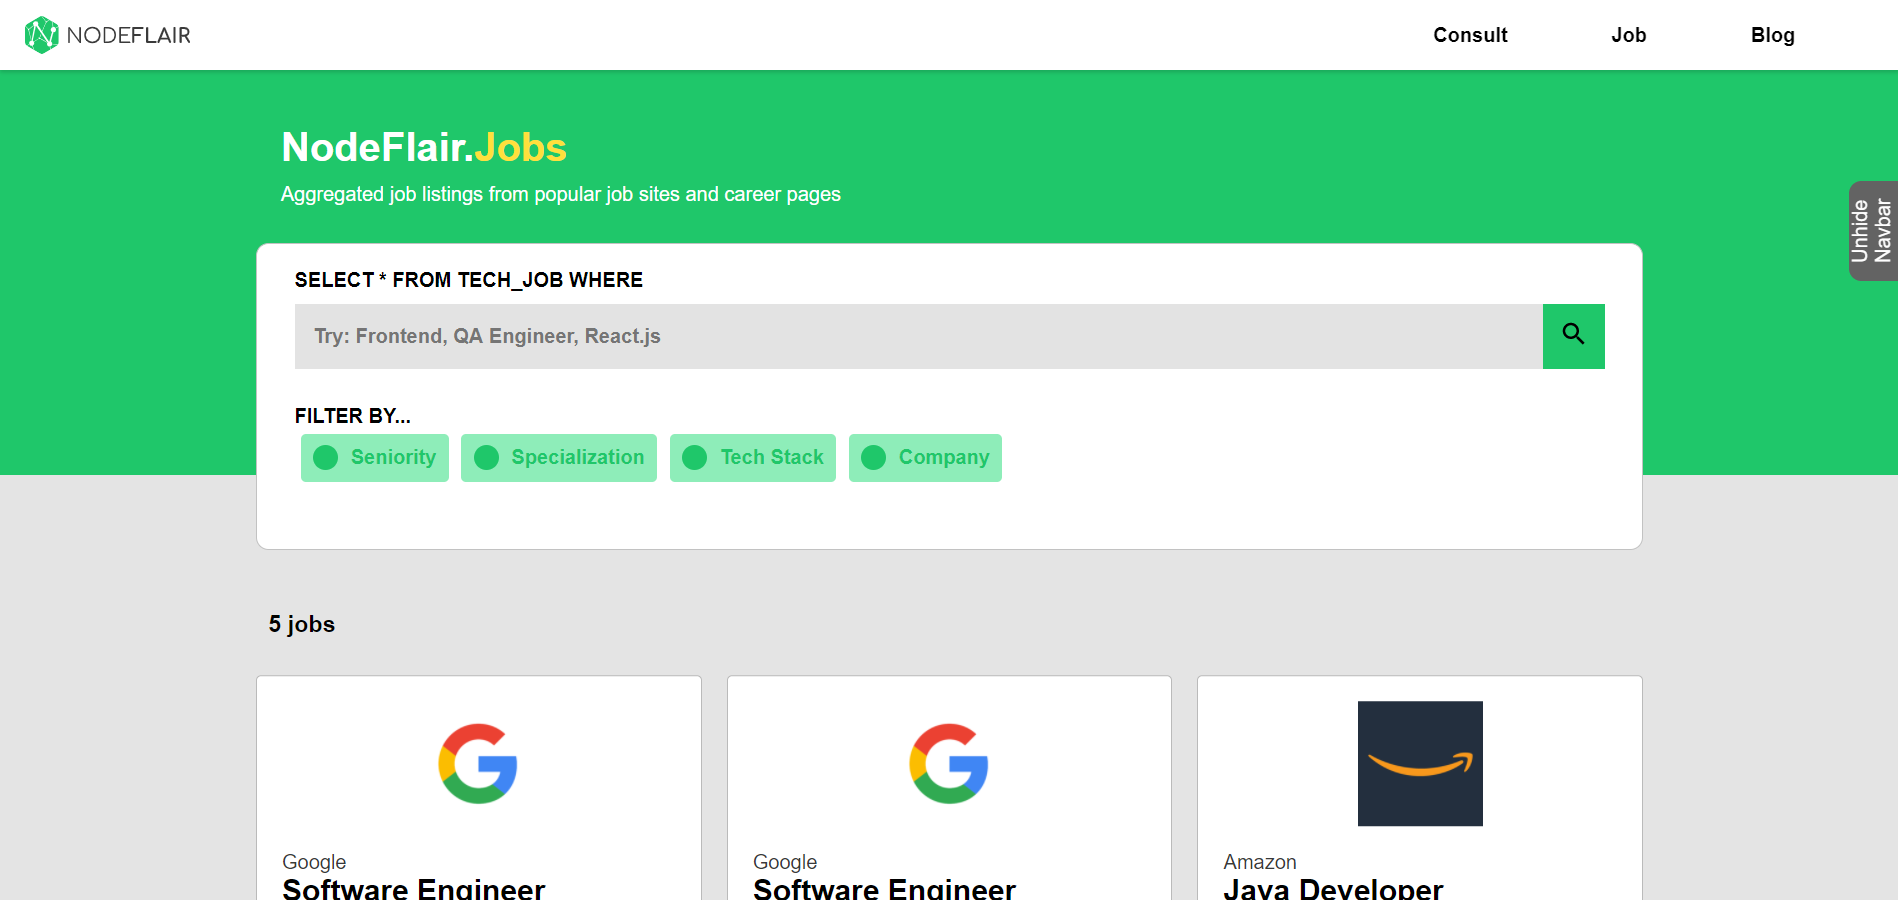 NODEFLAIR
Consult
Job
Blog
NodeFlair.Jobs
Aggregated job listings from popular job sites and career pages
Unhide
Navbar
SELECT * FROM TECH_JOB WHERE
Try: Frontend, QA Engineer, React.js
FILTER BY...
Seniority
Specialization
Tech Stack
Company
5 jobs
Google
Software Engineer
Google
Software Engineer
Amazon
Java Developer